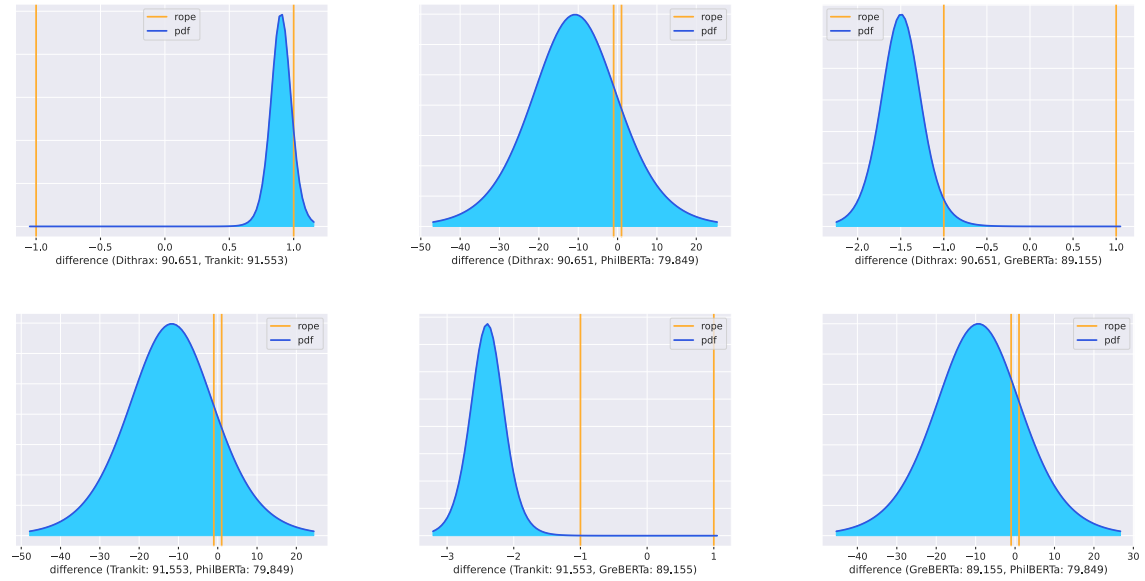 rope
pdf
−1.0 −0.5 0.0 0.5 1.0
difference (Dithrax: 90.651, Trankit: 91.553)
rope
pdf
−50 −40 −30 −20 −10 0 10 20
difference (Dithrax: 90.651, PhilBERTa: 79.849)
rope
pdf
−2.0 −1.5 −1.0 −0.5 0.0 0.5 1.0
difference (Dithrax: 90.651, GreBERTa: 89.155)
rope
pdf
−50 −40 −30 −20 −10 0 10 20
difference (Trankit: 91.553, PhilBERTa: 79.849)
rope
pdf
−3 −2 −1 0 1
difference (Trankit: 91.553, GreBERTa: 89.155)
rope
pdf
−40 −30 −20 −10 0 10 20 30
difference (GreBERTa: 89.155, PhilBERTa: 79.849)